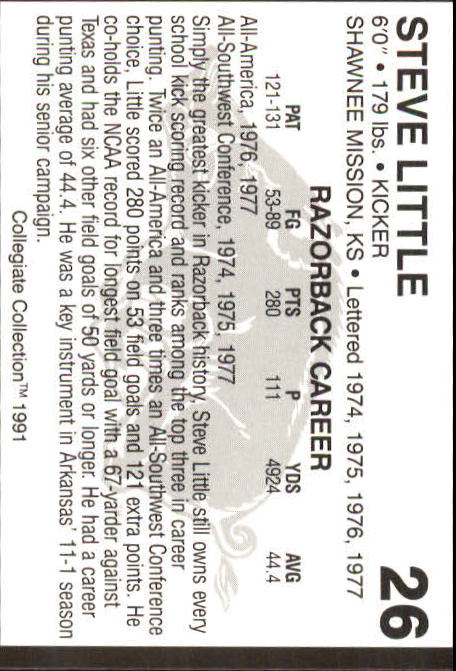 STEVE LITTLE 26
6'0" • 179 lbs. • KICKER
SHAWNEE MISSION, KS • Lettered 1974, 1975, 1976, 1977
RAZORBACK CAREER
PAT FG PTS P YDS AVG
121-131 53-89 280 111 4924 44.4
All-America, 1976, 1977
All-Southwest Conference, 1974, 1975, 1977
Simply the greatest kicker in Razorback history, Steve Little still owns every
school kick scoring record and ranks among the top three in career
punting. Twice an All-America and three times an All-Southwest Conference
choice, Little scored 280 points on 53 field goals and 121 extra points. He
co-holds the NCAA record for longest field goal with a 67-yarder against
Texas and had six other field goals of 50 yards or longer. He had a career
punting average of 44.4. He was a key instrument in Arkansas' 11-1 season
during his senior campaign.
Collegiate Collection™ 1991